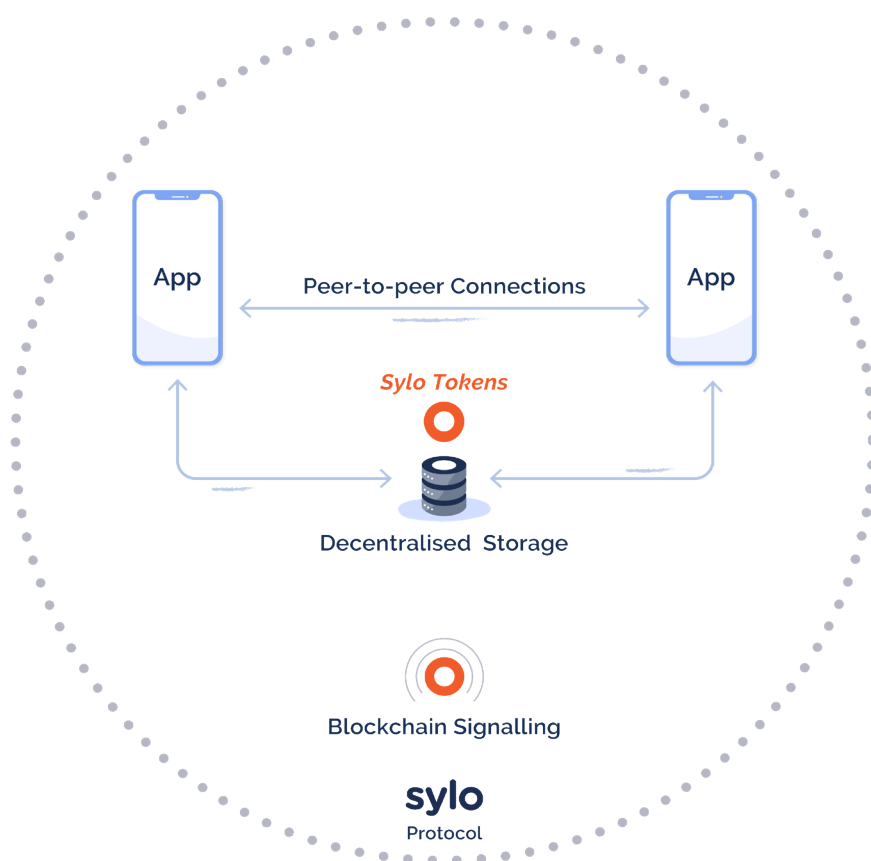 App
App
Peer-to-peer Connections
Sylo Tokens
Decentralised Storage
Blockchain Signalling
sylo
Protocol